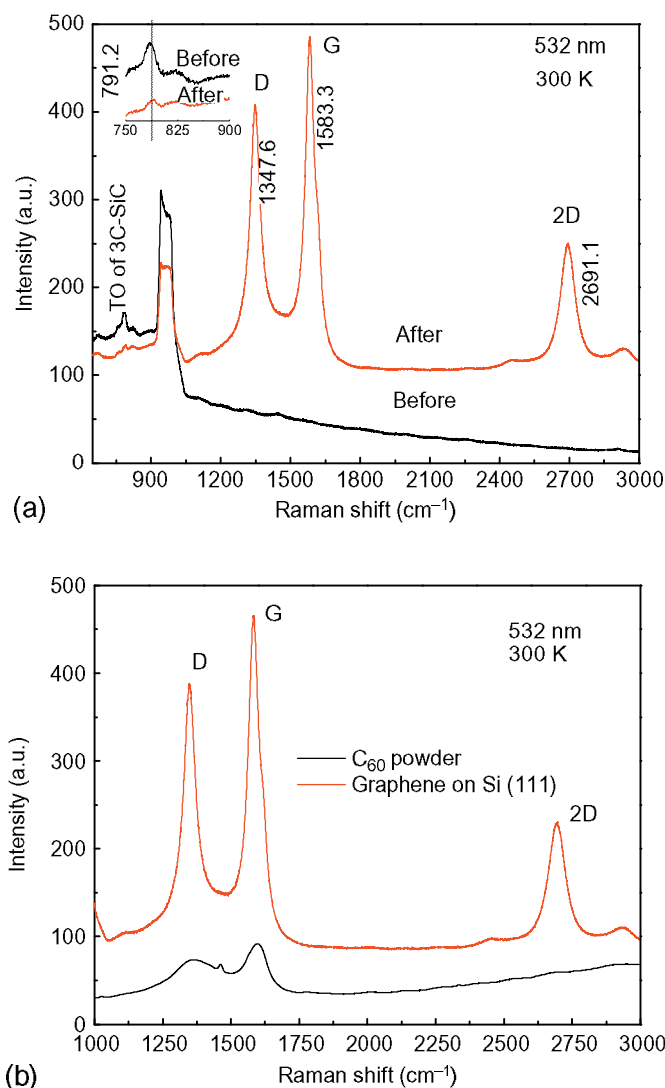 500
400
300
200
100
0
Intensity (a.u.)
791.2
Before
After
750 825 900
TO of 3C-SiC
D
1347.6
G
1583.3
532 nm
300 K
2D
2691.1
After
Before
900 1200 1500 1800 2100 2400 2700 3000
Raman shift (cm⁻¹)
(a)
500
400
300
200
100
0
Intensity (a.u.)
D
G
532 nm
300 K
C₆₀ powder
Graphene on Si (111)
2D
1000 1250 1500 1750 2000 2250 2500 2750 3000
Raman shift (cm⁻¹)
(b)